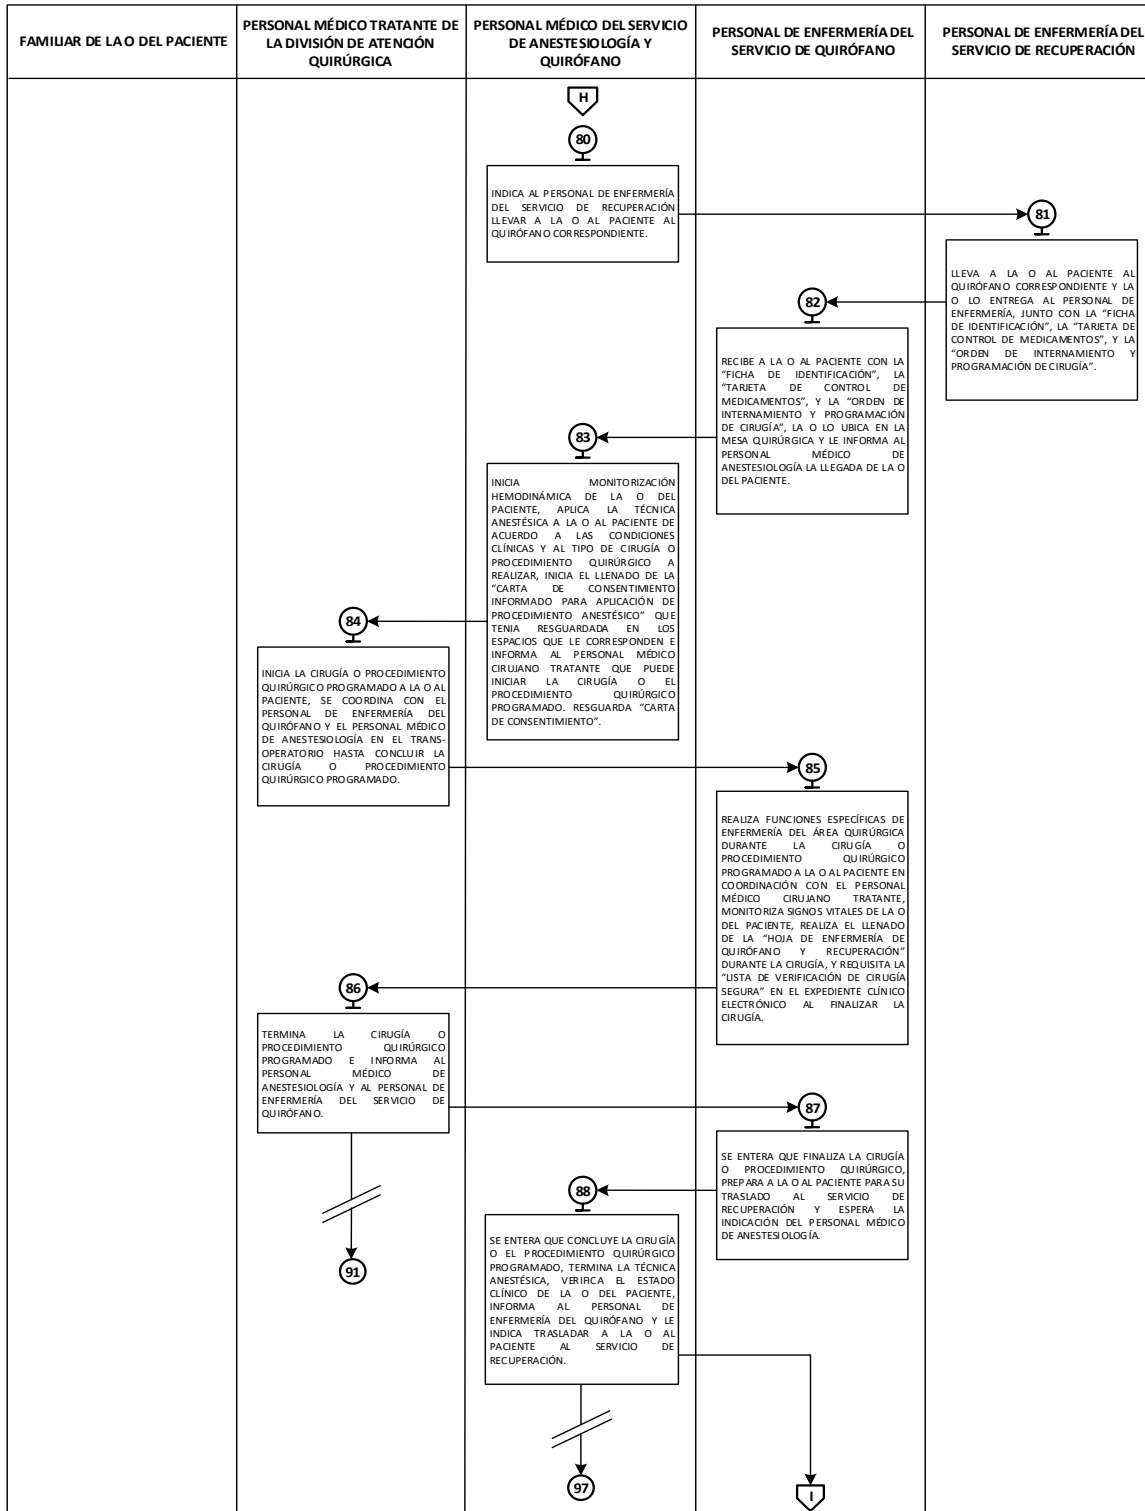 FAMILIAR DE LA O DEL PACIENTE
PERSONAL MÉDICO TRATANTE DE
LA DIVISIÓN DE ATENCIÓN
QUIRÚRGICA
PERSONAL MÉDICO DEL SERVICIO
DE ANESTESIOLOGÍA Y
QUIRÓFANO
PERSONAL DE ENFERMERÍA DEL
SERVICIO DE QUIRÓFANO
PERSONAL DE ENFERMERÍA DEL
SERVICIO DE RECUPERACIÓN
H
80
INDICA AL PERSONAL DE ENFERMERÍA
DEL SERVICIO DE RECUPERACIÓN
LLEVAR A LA O AL PACIENTE AL
QUIRÓFANO CORRESPONDIENTE.
81
LLEVA A LA O AL PACIENTE AL
QUIRÓFANO CORRESPONDIENTE Y LA
O LO ENTREGA AL PERSONAL DE
ENFERMERÍA, JUNTO CON LA "FICHA
DE IDENTIFICACIÓN", LA "TARJETA DE
CONTROL DE MEDICAMENTOS", Y LA
"ORDEN DE INTERNAMIENTO Y
PROGRAMACIÓN DE CIRUGÍA".
82
RECIBE A LA O AL PACIENTE CON LA
"FICHA DE IDENTIFICACIÓN", LA
"TARJETA DE CONTROL DE
MEDICAMENTOS", Y LA "ORDEN DE
INTERNAMIENTO Y PROGRAMACIÓN
DE CIRUGÍA", LA O LO UBICA EN LA
MESA QUIRÚRGICA Y LE INFORMA AL
PERSONAL MÉDICO DE
ANESTESIOLOGÍA LA LLEGADA DE LA O
DEL PACIENTE.
83
INICIA MONITORIZACIÓN
HEMODINÁMICA DE LA O DEL
PACIENTE, APLICA LA TÉCNICA
ANESTÉSICA A LA O AL PACIENTE DE
ACUERDO A LAS CONDICIONES
CLÍNICAS Y AL TIPO DE CIRUGÍA O
PROCEDIMIENTO QUIRÚRGICO A
REALIZAR, INICIA EL LLENADO DE LA
"CARTA DE CONSENTIMIENTO
INFORMADO PARA APLICACIÓN DE
PROCEDIMIENTO ANESTÉSICO" QUE
TENIA RESGUARDADA EN LOS
ESPACIOS QUE LE CORRESPONDEN E
INFORMA AL PERSONAL MÉDICO
CIRUJANO TRATANTE QUE PUEDE
INICIAR LA CIRUGÍA O EL
PROCEDIMIENTO QUIRÚRGICO
PROGRAMADO. RESGUARDA "CARTA
DE CONSENTIMIENTO".
84
INICIA LA CIRUGÍA O PROCEDIMIENTO
QUIRÚRGICO PROGRAMADO A LA O AL
PACIENTE, SE COORDINA CON EL
PERSONAL DE ENFERMERÍA DEL
QUIRÓFANO Y EL PERSONAL MÉDICO
DE ANESTESIOLOGÍA EN EL TRANS-
OPERATORIO HASTA CONCLUIR LA
CIRUGÍA O PROCEDIMIENTO
QUIRÚRGICO PROGRAMADO.
85
REALIZA FUNCIONES ESPECÍFICAS DE
ENFERMERÍA DEL ÁREA QUIRÚRGICA
DURANTE LA CIRUGÍA O
PROCEDIMIENTO QUIRÚRGICO
PROGRAMADO A LA O AL PACIENTE EN
COORDINACIÓN CON EL PERSONAL
MÉDICO CIRUJANO TRATANTE,
MONITORIZA SIGNOS VITALES DE LA O
DEL PACIENTE, REALIZA EL LLENADO
DE LA "HOJA DE ENFERMERÍA DE
QUIRÓFANO Y RECUPERACIÓN"
DURANTE LA CIRUGÍA, Y REQUISITA LA
"LISTA DE VERIFICACIÓN DE CIRUGÍA
SEGURA" EN EL EXPEDIENTE CLÍNICO
ELECTRÓNICO AL FINALIZAR LA
CIRUGÍA.
86
TERMINA LA CIRUGÍA O
PROCEDIMIENTO QUIRÚRGICO
PROGRAMADO E INFORMA AL
PERSONAL MÉDICO DE
ANESTESIOLOGÍA Y AL PERSONAL DE
ENFERMERÍA DEL SERVICIO DE
QUIRÓFANO.
87
SE ENTERA QUE FINALIZA LA CIRUGÍA
O PROCEDIMIENTO QUIRÚRGICO,
PREPARA A LA O AL PACIENTE PARA SU
TRASLADO AL SERVICIO DE
RECUPERACIÓN Y ESPERA LA
INDICACIÓN DEL PERSONAL MÉDICO
DE ANESTESIOLOGÍA.
88
SE ENTERA QUE CONCLUYE LA CIRUGÍA
O EL PROCEDIMIENTO QUIRÚRGICO
PROGRAMADO, TERMINA LA TÉCNICA
ANESTÉSICA, VERIFICA EL ESTADO
CLÍNICO DE LA O DEL PACIENTE,
INFORMA AL PERSONAL DE
ENFERMERÍA DEL QUIRÓFANO Y LE
INDICA TRASLADAR A LA O AL
PACIENTE AL SERVICIO DE
RECUPERACIÓN.
91
97
I